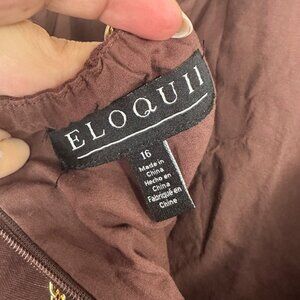 ELOQUII
16
Made in
China
Hecho en
China
Fabriqué en
Chine